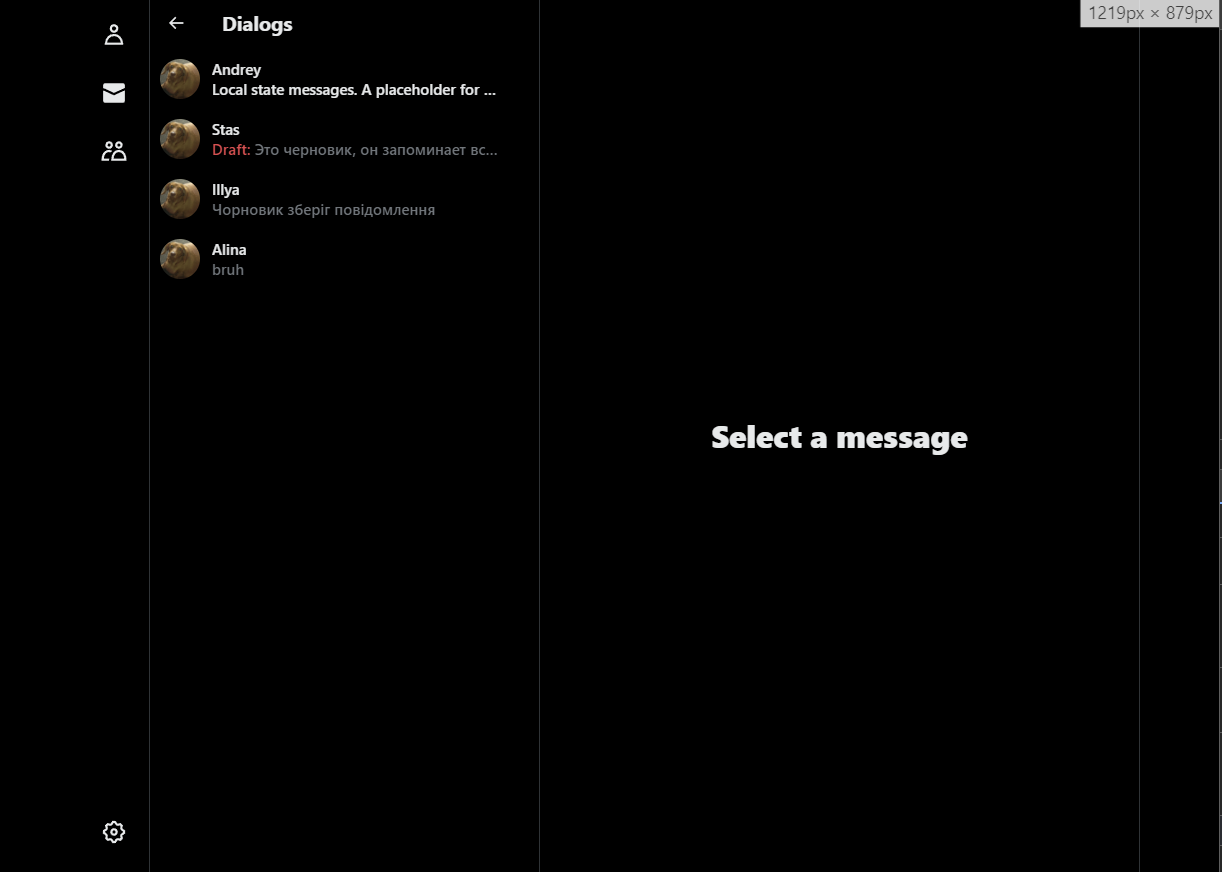 1219px × 879px
Dialogs
Andrey
Local state messages. A placeholder for ...
Stas
Draft: Это черновик, он запоминает вс...
Illya
Чорновик зберіг повідомлення
Alina
bruh
Select a message